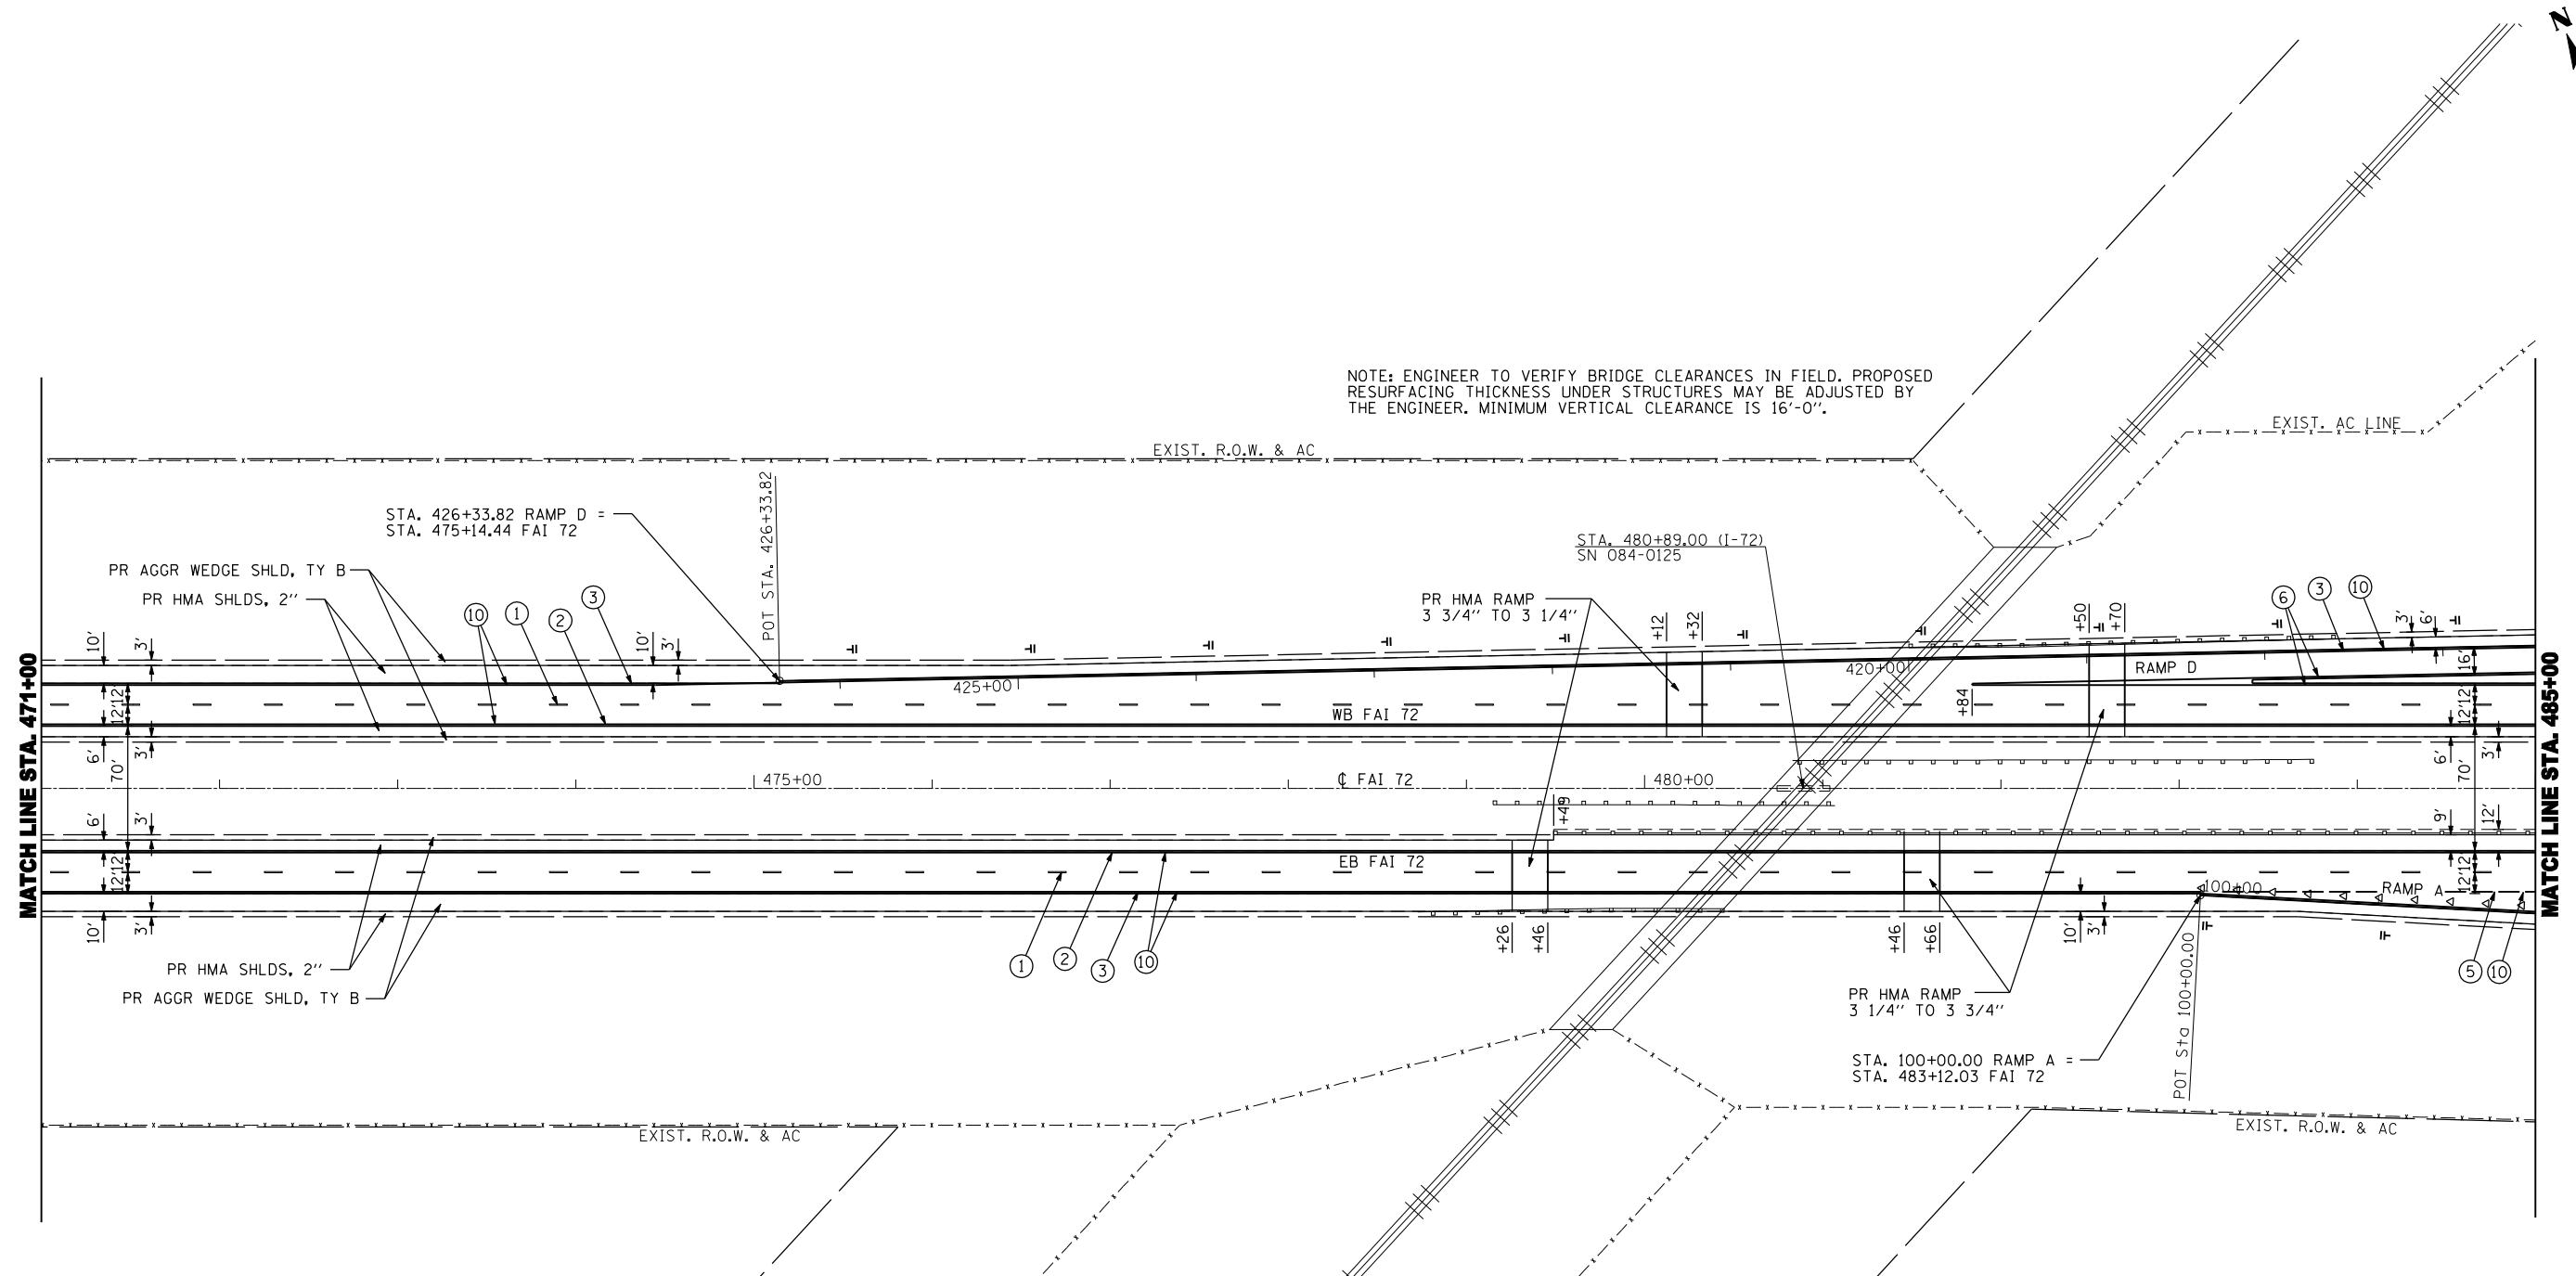 N
NOTE: ENGINEER TO VERIFY BRIDGE CLEARANCES IN FIELD. PROPOSED
RESURFACING THICKNESS UNDER STRUCTURES MAY BE ADJUSTED BY
THE ENGINEER. MINIMUM VERTICAL CLEARANCE IS 16'-0".
EXIST. AC LINE
EXIST. R.O.W. & AC
STA. 426+33.82 RAMP D =
STA. 475+14.44 FAI 72
POT STA. 426+33.82
STA. 480+89.00 (I-72)
SN 084-0125
PR AGGR WEDGE SHLD, TY B
PR HMA SHLDS, 2"
10
1
2
3
PR HMA RAMP
3 3/4" TO 3 1/4"
+12
+32
+50
+70
6
3
10
10'
3'
10'
3'
3'
6'
16'
RAMP D
420+00
425+00
+84
12'
12'
WB FAI 72
12'
12'
6'
3'
70'
6'
3'
70'
MATCH LINE STA. 471+00
MATCH LINE STA. 485+00
475+00
℄ FAI 72
480+00
+49
6'
3'
9'
12'
EB FAI 72
12'
12'
12'
12'
100+00
RAMP A
10'
3'
10'
3'
+26
+46
+46
+66
1
2
3
10
5
10
PR HMA SHLDS, 2"
PR AGGR WEDGE SHLD, TY B
PR HMA RAMP
3 1/4" TO 3 3/4"
POT Sta 100+00.00
STA. 100+00.00 RAMP A =
STA. 483+12.03 FAI 72
EXIST. R.O.W. & AC
EXIST. R.O.W. & AC